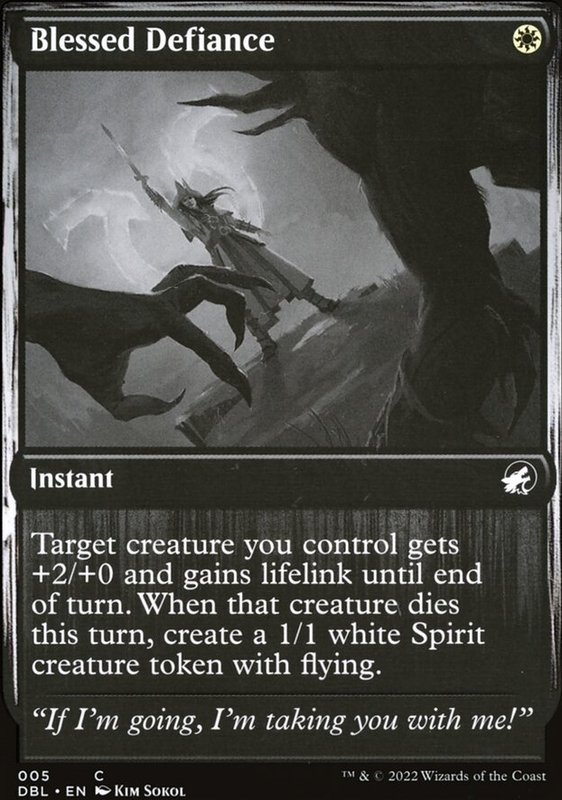 Blessed Defiance
Instant
Target creature you control gets
+2/+0 and gains lifelink until end
of turn. When that creature dies
this turn, create a 1/1 white Spirit
creature token with flying.
“If I’m going, I’m taking you with me!”
005 C
DBL • EN Kim Sokol
™ & © 2022 Wizards of the Coast